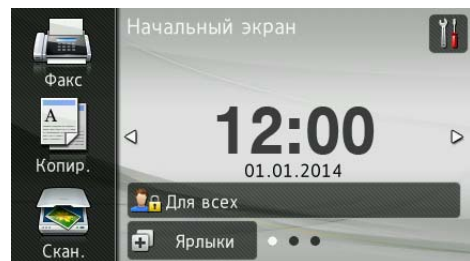 Факс
Копир.
Скан.
Начальный экран
12:00
01.01.2014
Для всех
Ярлыки